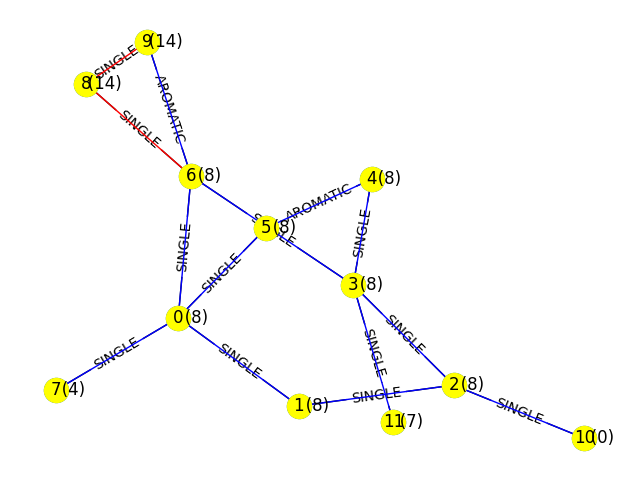 9(14)
SINGLE
8(14)
AROMATIC
SINGLE
6(8)
4(8)
AROMATIC
5(8)
SINGLE
SINGLE
SINGLE
SINGLE
3(8)
0(8)
SINGLE
SINGLE
SINGLE
SINGLE
7(4)
2(8)
SINGLE
1(8)
SINGLE
11(7)
10(0)